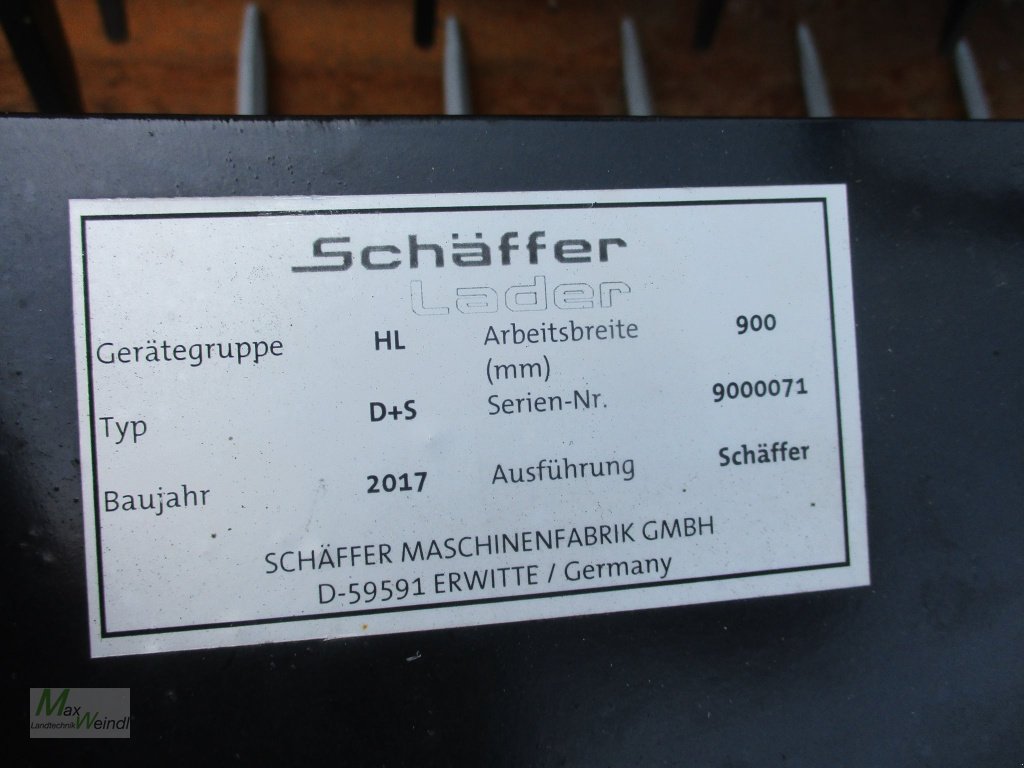 Schäffer
Lader
Gerätegruppe HL Arbeitsbreite 900
(mm)
Typ D+S Serien-Nr. 9000071
Baujahr 2017 Ausführung Schäffer
SCHÄFFER MASCHINENFABRIK GMBH
D-59591 ERWITTE / Germany
Max
Landtechnik Weindl